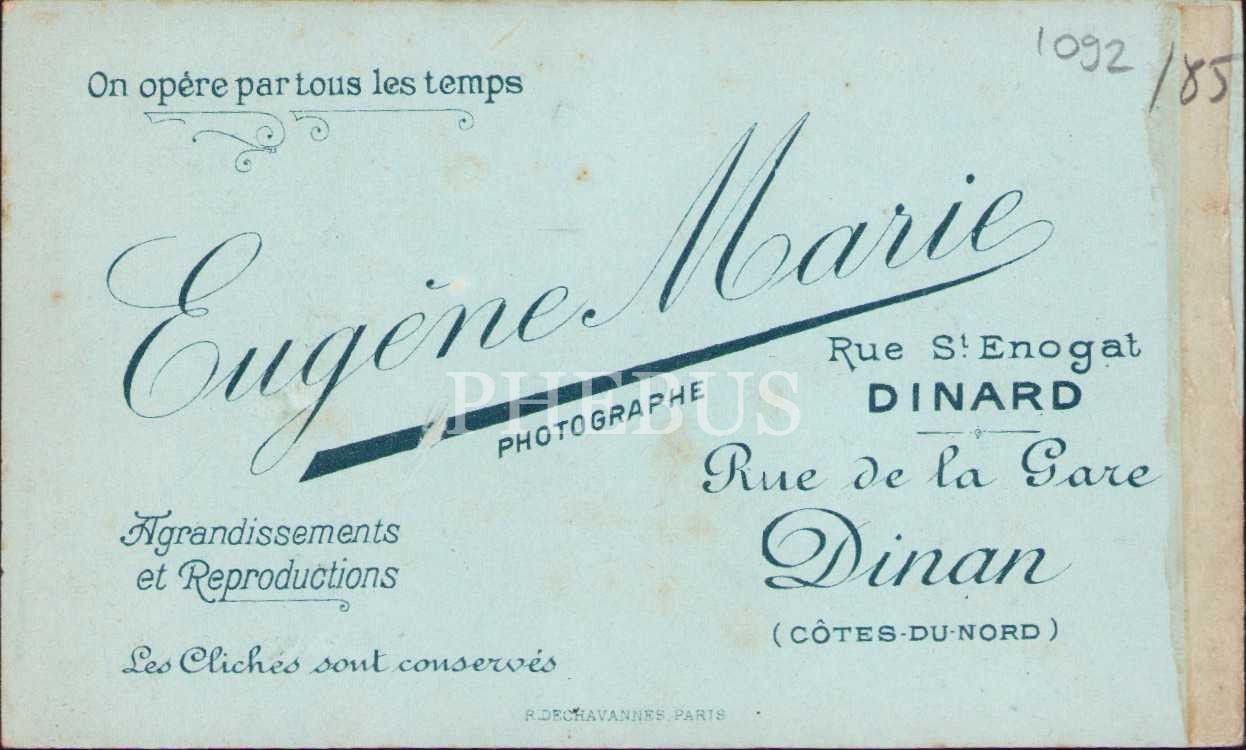 1092 /85
On opére par tous les temps
Eugène Marie
PHOTOGRAPHE
Rue St Enogat
DINARD
Rue de la Gare
Dinan
(CÔTES-DU-NORD)
Agrandissements
et Reproductions
Les Clichés sont conservés
R.DECHAVANNES, PARIS
PHEBUS